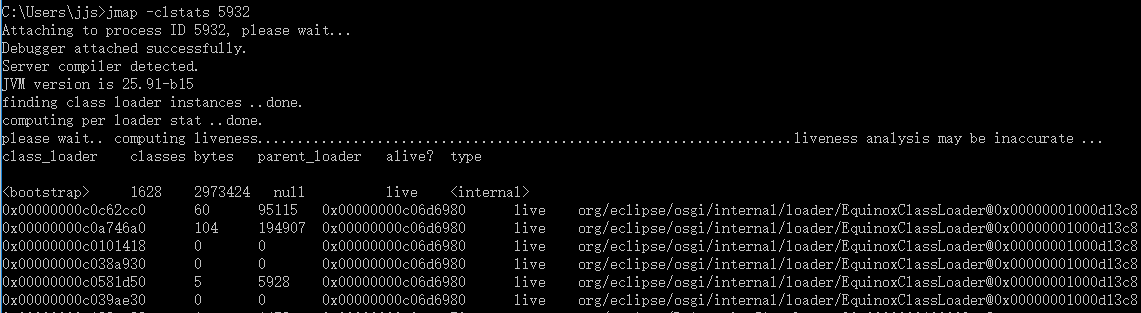 C:\Users\jjs>jmap -clstats 5932
Attaching to process ID 5932, please wait...
Debugger attached successfully.
Server compiler detected.
JVM version is 25.91-b15
finding class loader instances ..done.
computing per loader stat ..done.
please wait.. computing liveness....................................................................liveness analysis may be inaccurate ...
class_loader classes bytes parent_loader alive? type
<bootstrap> 1628 2973424 null live <internal>
0x00000000c0c62cc0 60 95115 0x00000000c06d6980 live org/eclipse/osgi/internal/loader/EquinoxClassLoader@0x00000001000d13c8
0x00000000c0a746a0 104 194907 0x00000000c06d6980 live org/eclipse/osgi/internal/loader/EquinoxClassLoader@0x00000001000d13c8
0x00000000c0101418 0 0 0x00000000c06d6980 live org/eclipse/osgi/internal/loader/EquinoxClassLoader@0x00000001000d13c8
0x00000000c038a930 0 0 0x00000000c06d6980 live org/eclipse/osgi/internal/loader/EquinoxClassLoader@0x00000001000d13c8
0x00000000c0581d50 5 5928 0x00000000c06d6980 live org/eclipse/osgi/internal/loader/EquinoxClassLoader@0x00000001000d13c8
0x00000000c039ae30 0 0 0x00000000c06d6980 live org/eclipse/osgi/internal/loader/EquinoxClassLoader@0x00000001000d13c8